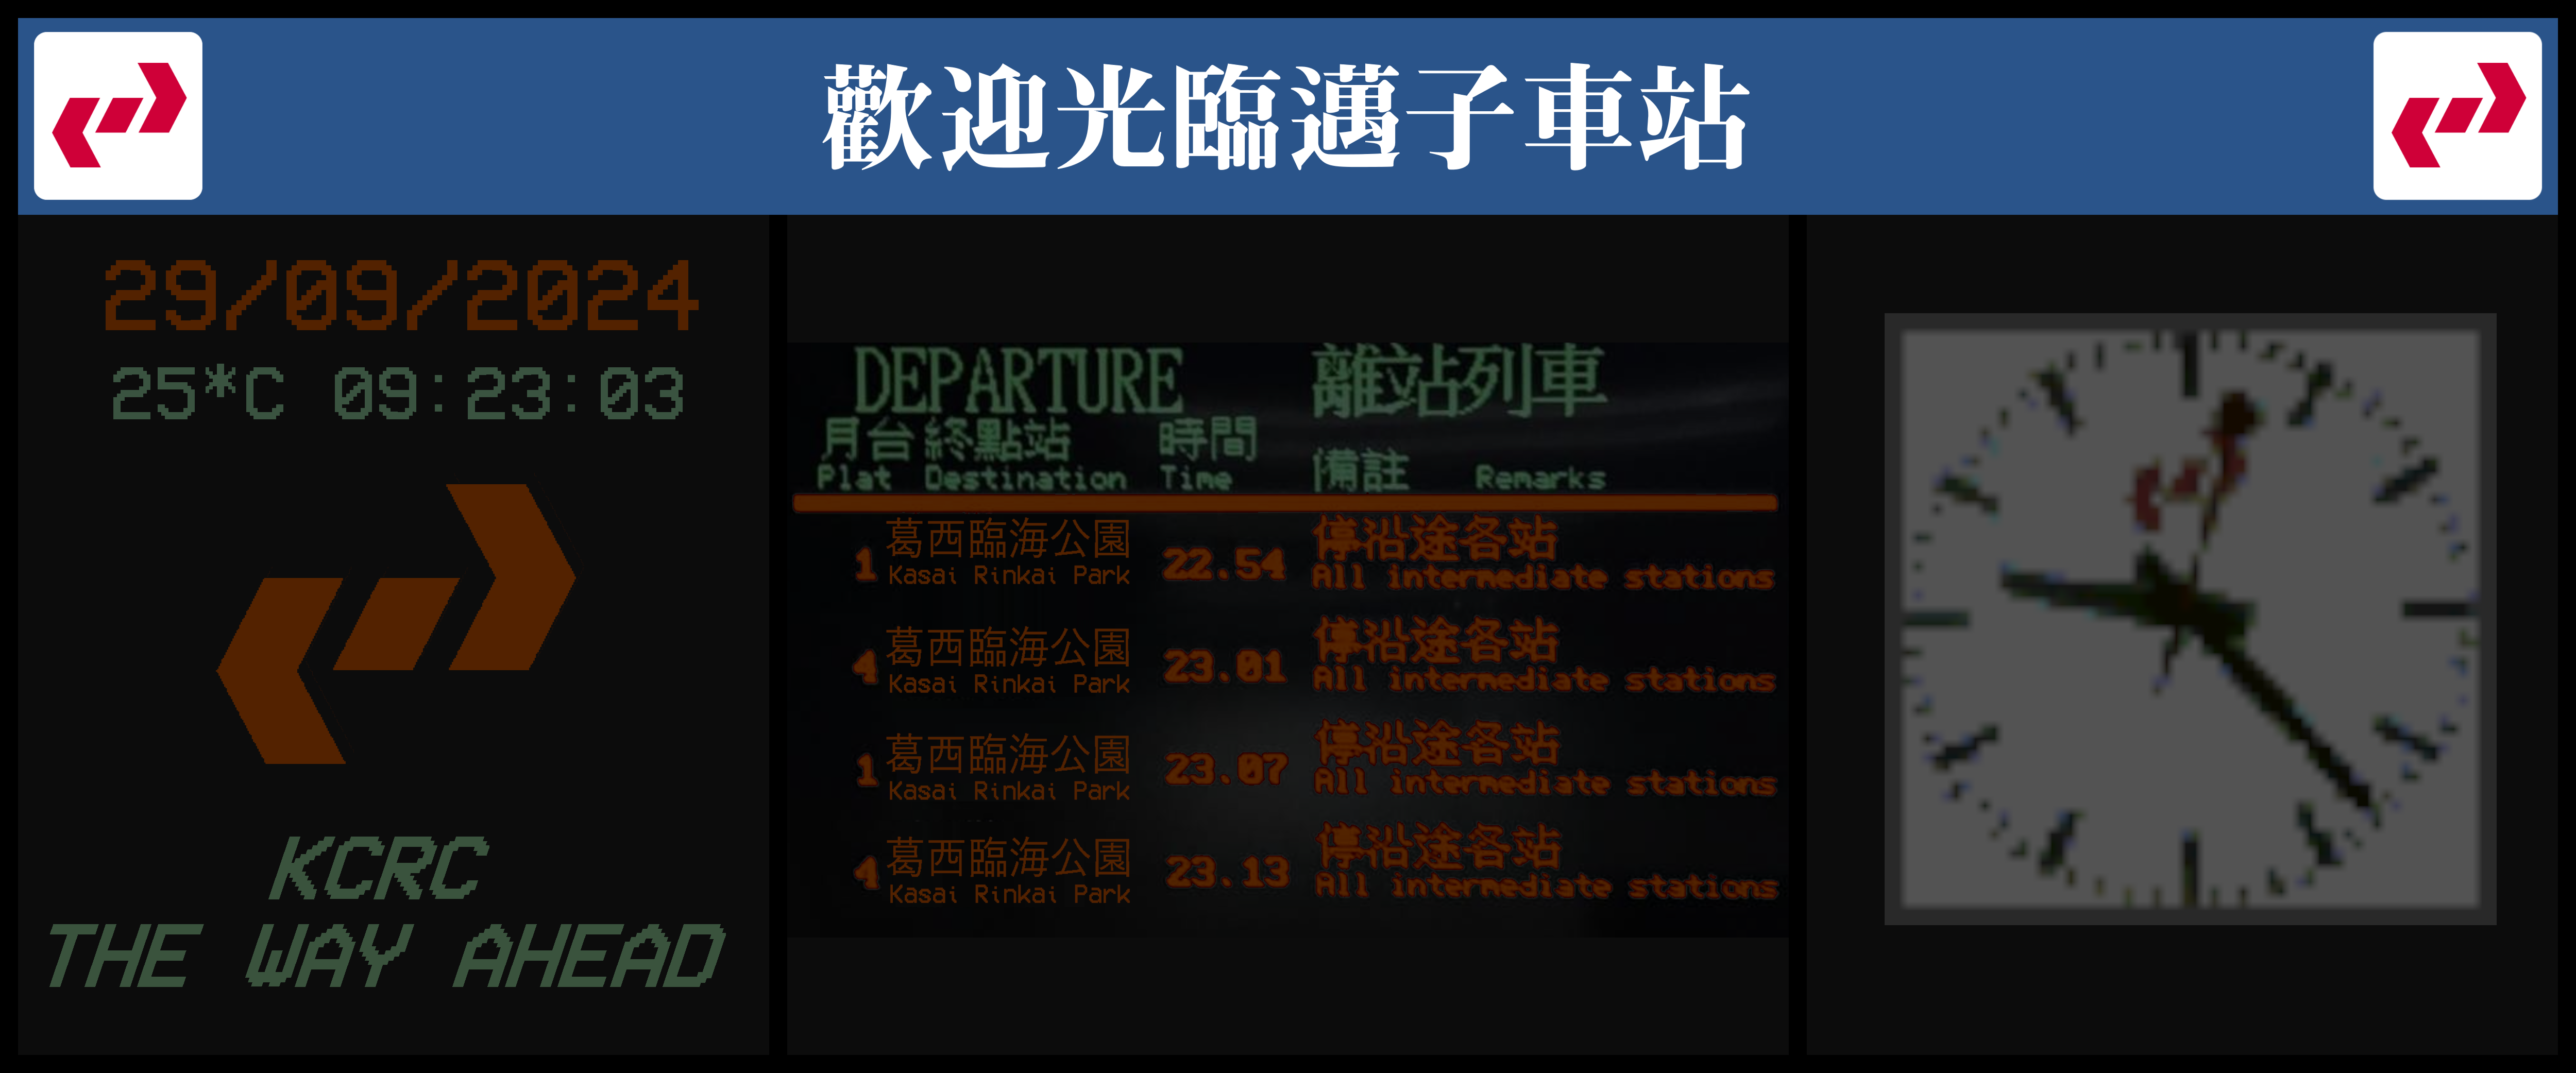 歡迎光臨邁子車站
29/09/2024
25*C 09:23:03
KCRC
THE WAY AHEAD
DEPARTURE 離站列車
月台 終點站 時間 備註
Plat Destination Time Remarks
1 葛西臨海公園 22.54 停沿途各站
Kasai Rinkai Park All intermediate stations
4 葛西臨海公園 23.01 停沿途各站
Kasai Rinkai Park All intermediate stations
1 葛西臨海公園 23.07 停沿途各站
Kasai Rinkai Park All intermediate stations
4 葛西臨海公園 23.13 停沿途各站
Kasai Rinkai Park All intermediate stations